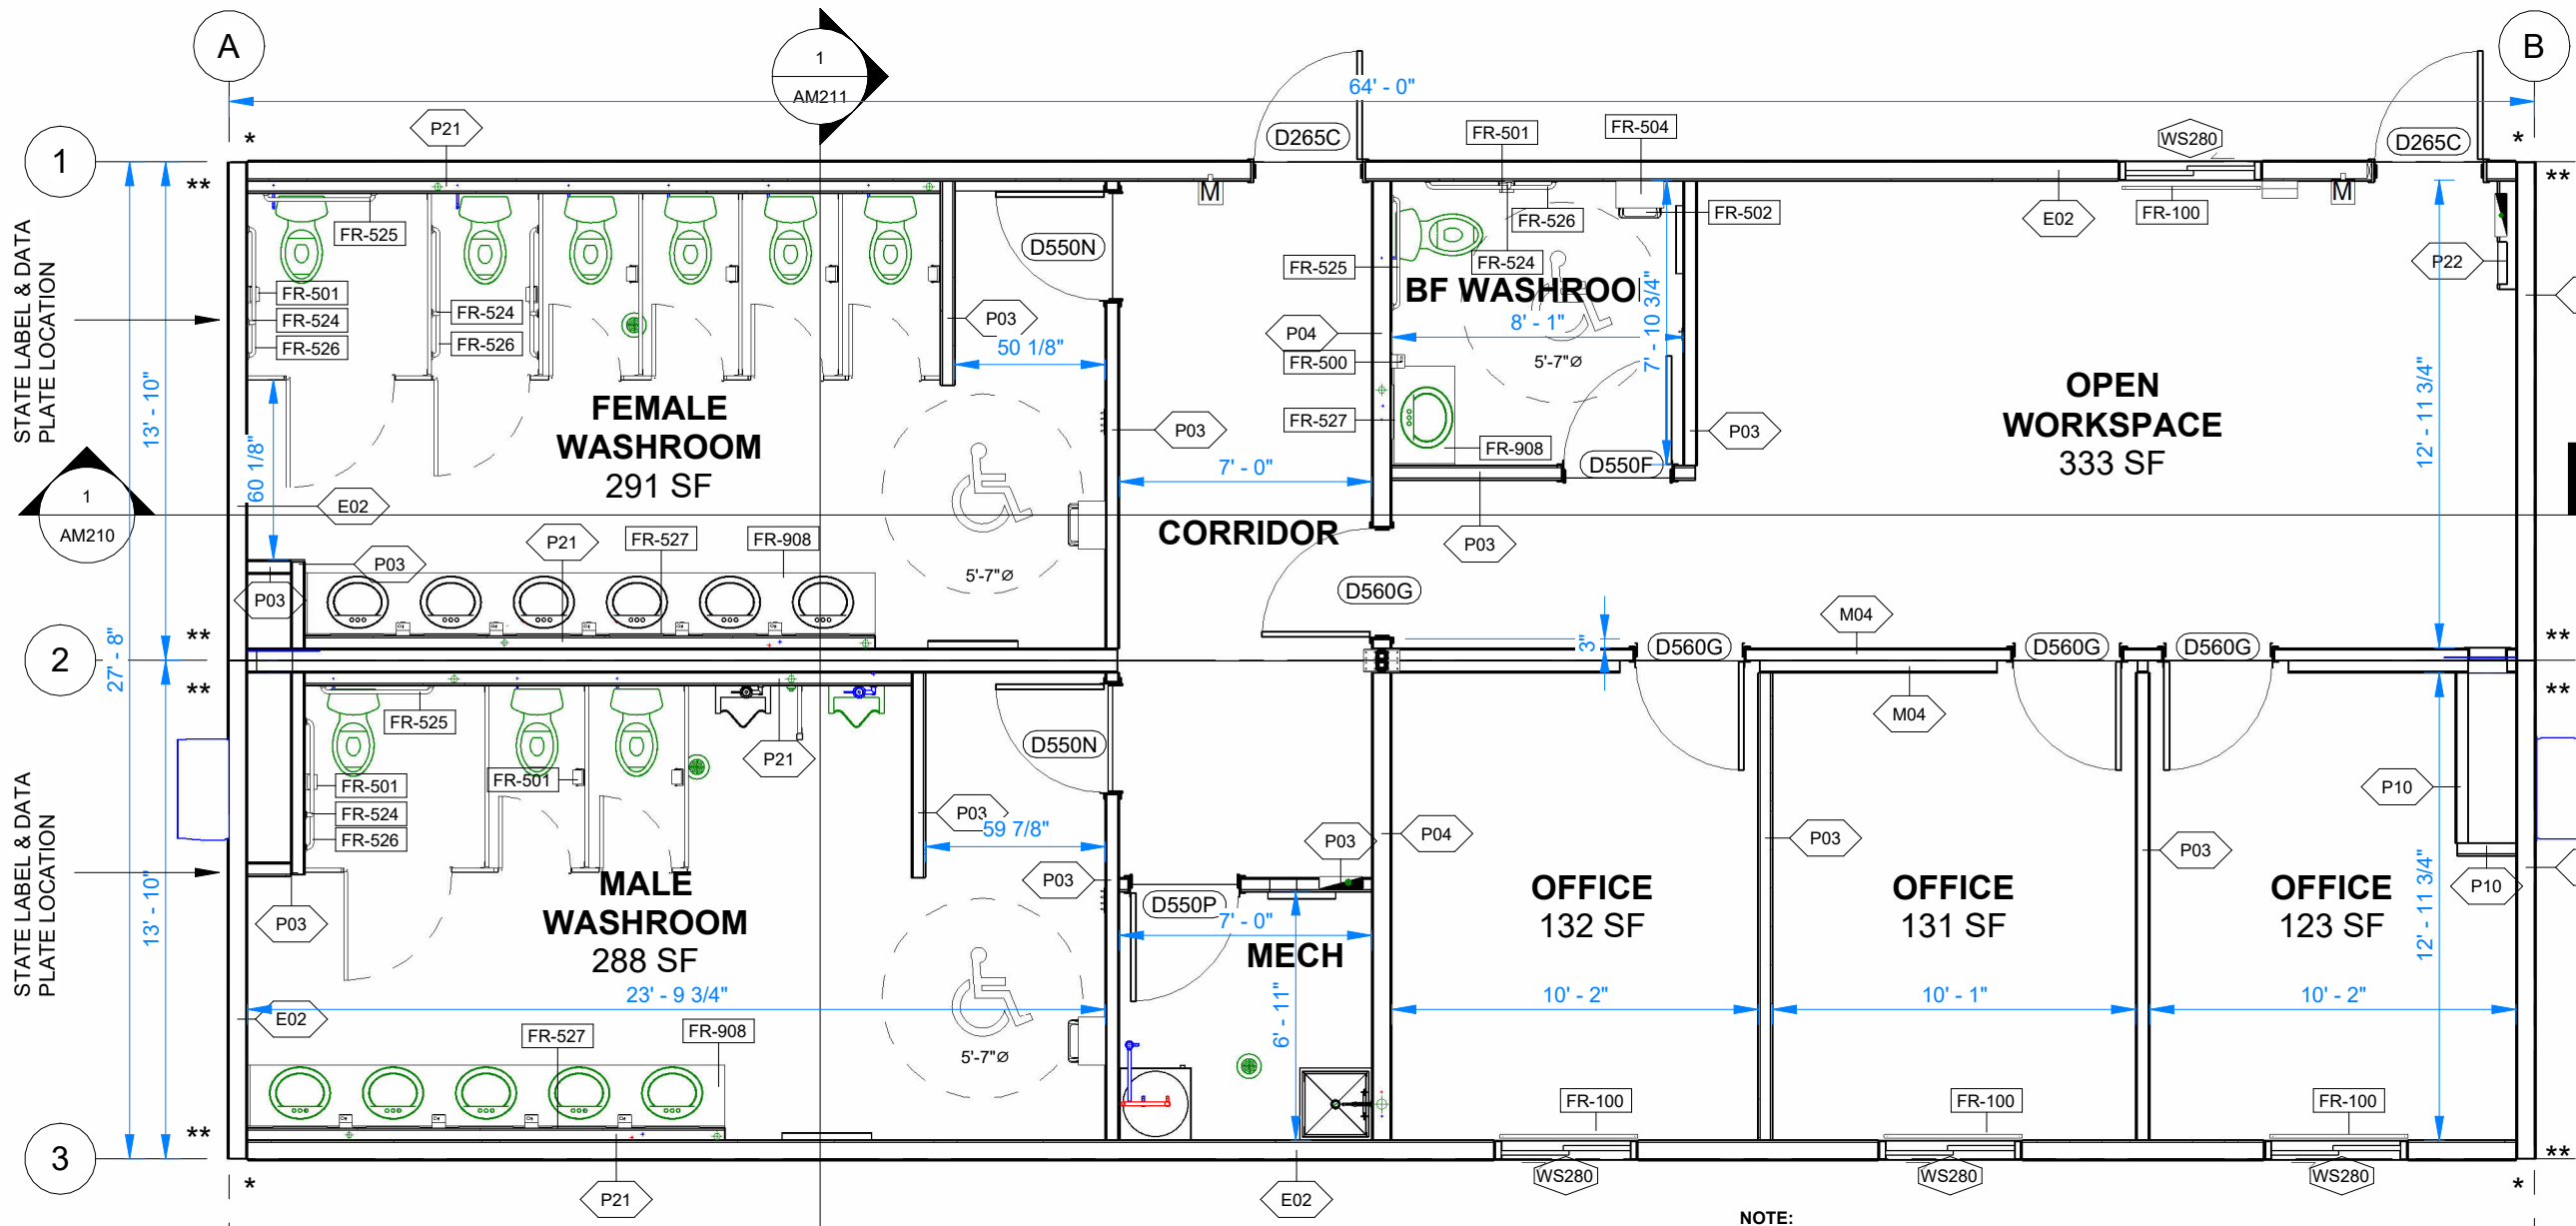 A
1
AM211
64' - 0"
B
1
*
P21
D265C
FR-501
FR-504
WS280
D265C
*
**
M
FR-525
D550N
FR-526
FR-502
E02
FR-100
M
**
STATE LABEL & DATA
PLATE LOCATION
FR-501
FR-524
FR-526
FR-524
FR-526
P03
50 1/8"
FR-525
FR-524
BF WASHROO
P04
8' - 1"
7' - 10 3/4"
5'-7"Ø
FR-500
P22
13' - 10"
27' - 8"
FEMALE
WASHROOM
291 SF
60 1/8"
P03
FR-527
FR-908
D550F
P03
OPEN
WORKSPACE
333 SF
12' - 11 3/4"
7' - 0"
1
AM210
E02
CORRIDOR
P03
P03
P21
FR-527
FR-908
P03
5'-7"Ø
D560G
M04
**
2
3"
D560G
D560G
D560G
**
**
**
FR-525
D550N
P21
M04
STATE LABEL & DATA
PLATE LOCATION
FR-501
FR-524
FR-526
FR-501
P03
59 7/8"
P03
P04
P03
P03
P10
13' - 10"
MALE
WASHROOM
288 SF
P03
P03
D550P
7' - 0"
MECH
6' - 11"
OFFICE
132 SF
OFFICE
131 SF
OFFICE
123 SF
P10
12' - 11 3/4"
23' - 9 3/4"
10' - 2"
10' - 1"
10' - 2"
E02
FR-527
FR-908
5'-7"Ø
FR-100
FR-100
FR-100
**
3
**
*
P21
E02
WS280
WS280
WS280
*
NOTE: